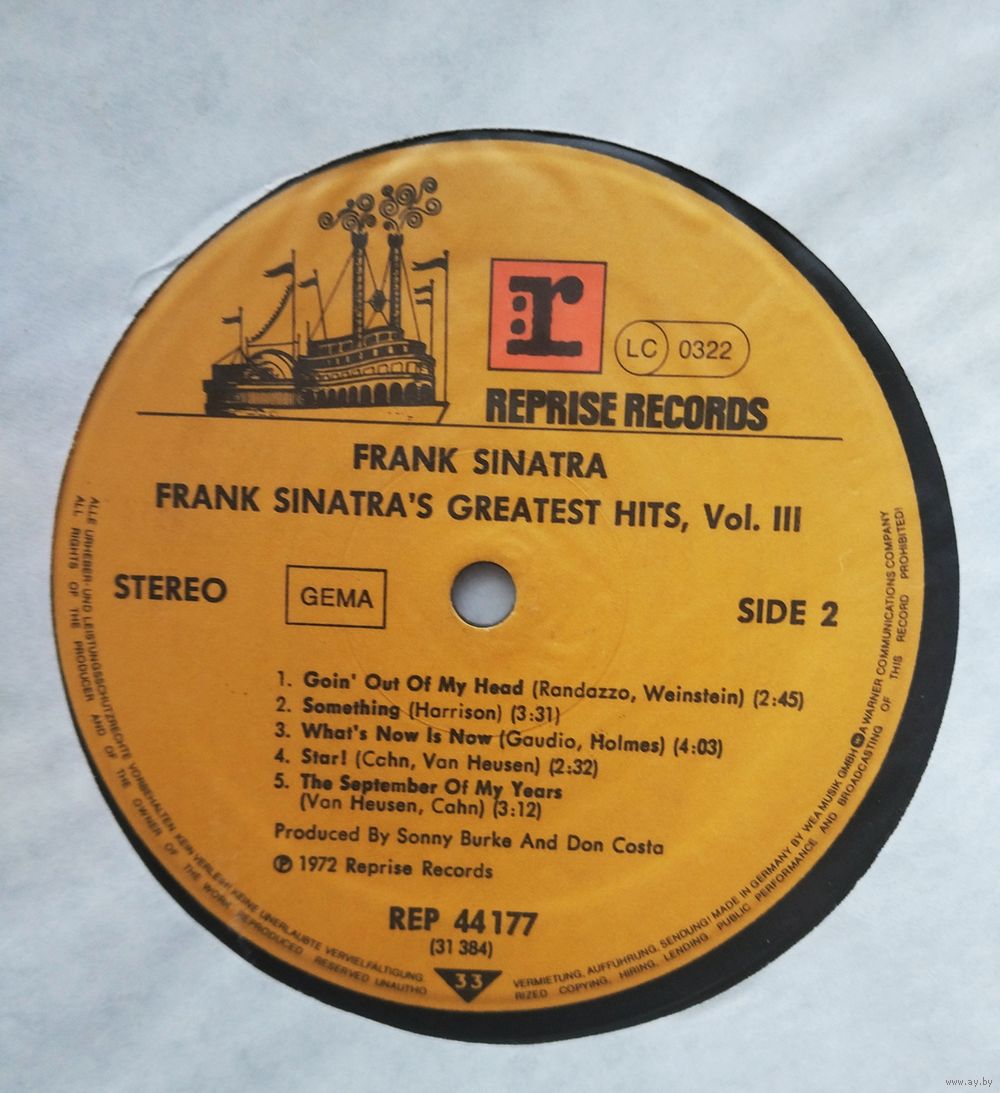 r
LC 0322
REPRISE RECORDS
FRANK SINATRA
FRANK SINATRA'S GREATEST HITS, Vol. III
STEREO
GEMA
SIDE 2
1. Goin' Out Of My Head (Randazzo, Weinstein) (2:45)
2. Something (Harrison) (3:31)
3. What's Now Is Now (Gaudio, Holmes) (4:03)
4. Star! (Cahn, Van Heusen) (2:32)
5. The September Of My Years
(Van Heusen, Cahn) (3:12)
Produced By Sonny Burke And Don Costa
℗ 1972 Reprise Records
REP 44 177
(31 384)
33
ALLE URHEBER- UND LEISTUNGSSCHUTZRECHTE VORBEHALTEN KEIN VERLEIH! KEINE UNERLAUBTE VERVIELFÄLTIGUNG,
VERMIETUNG, AUFFÜHRUNG, SENDUNG! MADE IN GERMANY BY WEA MUSIK GMBH A WARNER COMMUNICATIONS COMPANY
ALL RIGHTS OF THE PRODUCER AND OF THE OWNER OF THE WORK REPRODUCED RESERVED UNAUTHO
RIZED COPYING, HIRING, LENDING, PUBLIC PERFORMANCE AND BROADCASTING OF THIS RECORD PROHIBITED!
www.ay.by